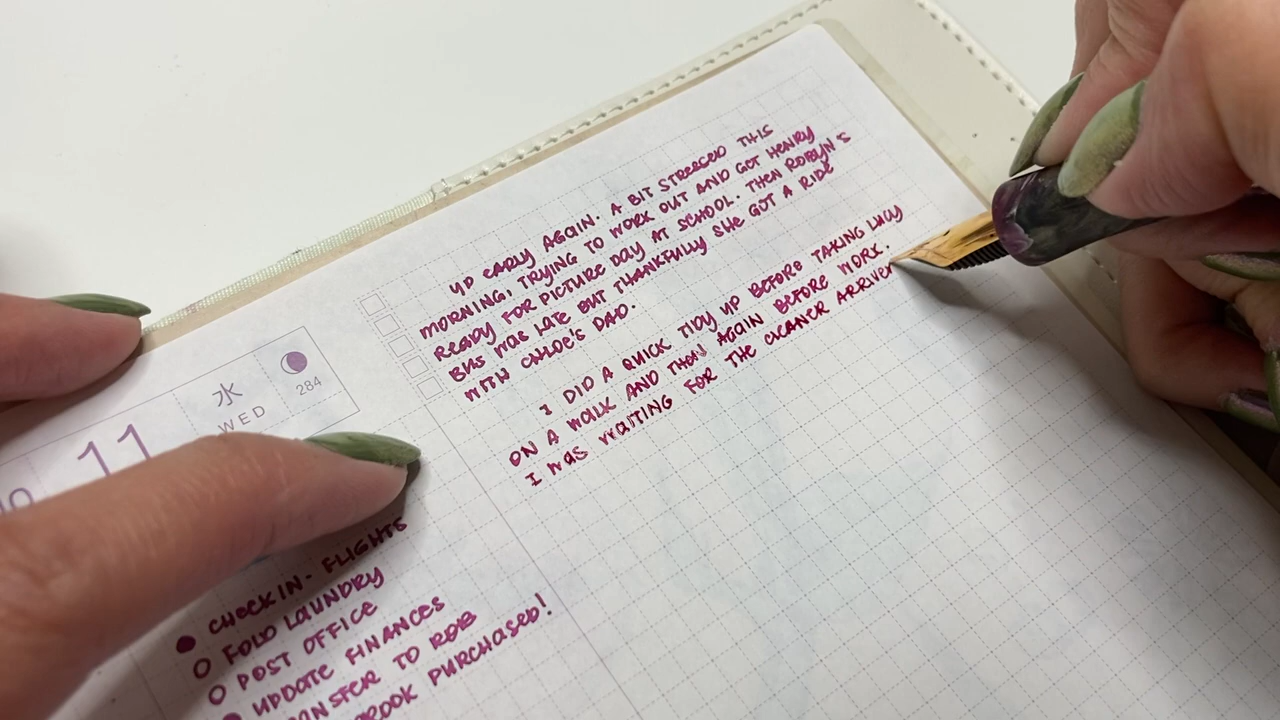 UP EARLY AGAIN. A BIT STRESSED THIS
MORNING, TRYING TO WORK OUT AND GET HENRY
READY FOR PICTURE DAY AT SCHOOL. THEN ROBYN'S
BUS WAS LATE BUT THANKFULLY SHE GOT A RIDE
WITH CHLOE'S DAD.
I DID A QUICK TIDY UP BEFORE TAKING LUCY
ON A WALK AND THEN AGAIN BEFORE WORK.
I WAS WAITING FOR THE CLEANER
11
水
WED
284
CHECK IN - FLIGHTS
FOLD LAUNDRY
POST OFFICE
UPDATE FINANCES
TO ROB
PURCHASED!